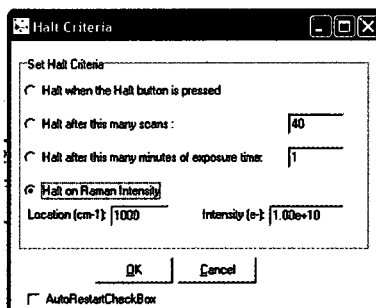 Halt Criteria
Set Halt Criteria
Halt when the Halt button is pressed
Halt after this many scans : 40
Halt after this many minutes of exposure time: 1
Halt on Raman Intensity
Location (cm-1): 1000 Intensity (e-): 1.00e+10
OK Cancel
AutoRestartCheckBox